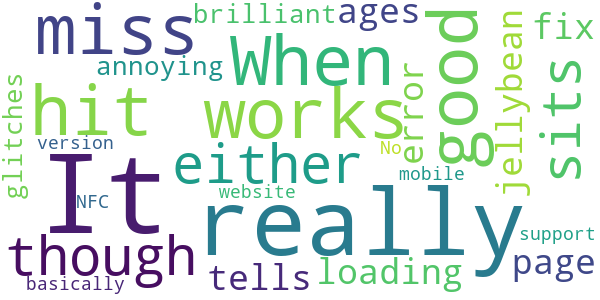 miss
brilliant
ages
fix
annoying
When
good
jellybean
sits
glitches
hit
works
error
version
either
No
mobile
It
NFC
website
really
support
though
basically
tells
loading
page